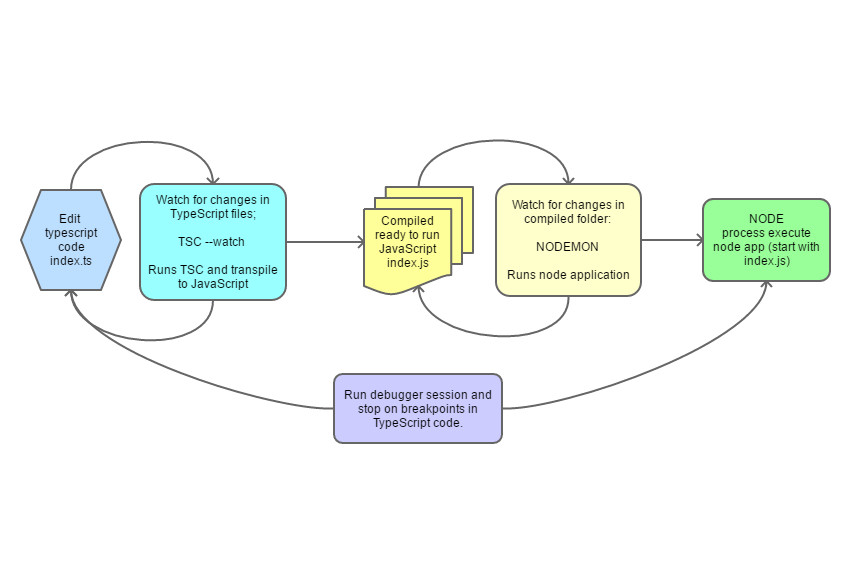 Edit
typescript
code
index.ts
Watch for changes in
TypeScript files;
TSC --watch
Runs TSC and transpile
to JavaScript
Compiled
ready to run
JavaScript
index.js
Watch for changes in
compiled folder:
NODEMON
Runs node application
NODE
process execute
node app (start with
index.js)
Run debugger session and
stop on breakpoints in
TypeScript code.